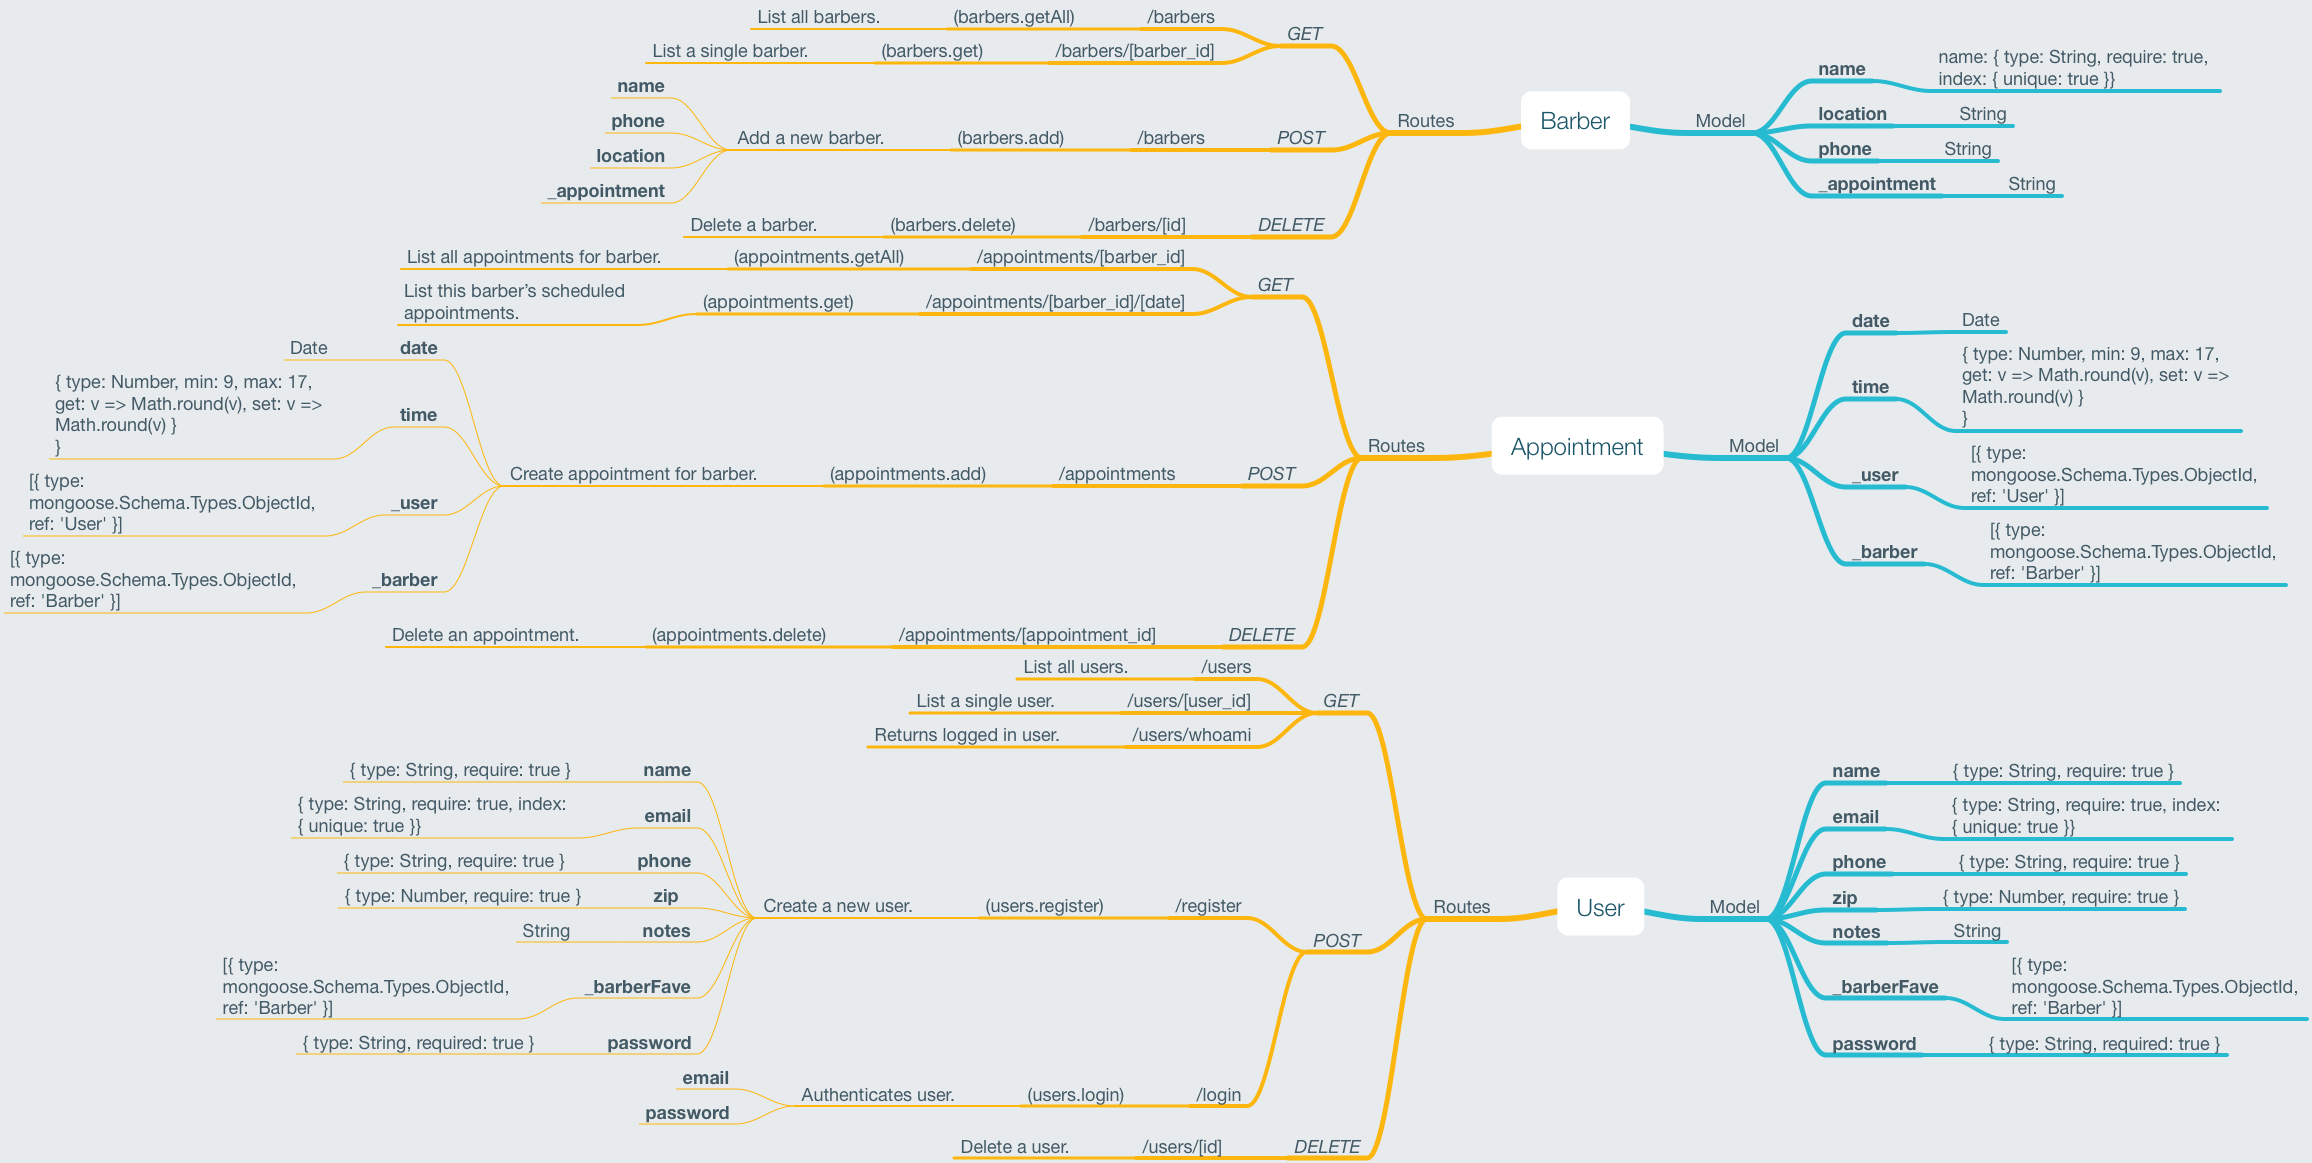 Barber
Routes
GET
/barbers
(barbers.getAll)
List all barbers.
/barbers/[barber_id]
(barbers.get)
List a single barber.
POST
/barbers
(barbers.add)
Add a new barber.
name
phone
location
_appointment
DELETE
/barbers/[id]
(barbers.delete)
Delete a barber.
Model
name
name: { type: String, require: true,
index: { unique: true }}
location
String
phone
String
_appointment
String
Appointment
Routes
GET
/appointments/[barber_id]
(appointments.getAll)
List all appointments for barber.
/appointments/[barber_id]/[date]
(appointments.get)
List this barber’s scheduled
appointments.
POST
/appointments
(appointments.add)
Create appointment for barber.
date
Date
time
{ type: Number, min: 9, max: 17,
get: v => Math.round(v), set: v =>
Math.round(v) }
}
_user
[{ type:
mongoose.Schema.Types.ObjectId,
ref: 'User' }]
_barber
[{ type:
mongoose.Schema.Types.ObjectId,
ref: 'Barber' }]
DELETE
/appointments/[appointment_id]
(appointments.delete)
Delete an appointment.
Model
date
Date
time
{ type: Number, min: 9, max: 17,
get: v => Math.round(v), set: v =>
Math.round(v) }
}
_user
[{ type:
mongoose.Schema.Types.ObjectId,
ref: 'User' }]
_barber
[{ type:
mongoose.Schema.Types.ObjectId,
ref: 'Barber' }]
User
Routes
GET
/users
List all users.
/users/[user_id]
List a single user.
/users/whoami
Returns logged in user.
POST
/register
(users.register)
Create a new user.
name
{ type: String, require: true }
email
{ type: String, require: true, index:
{ unique: true }}
phone
{ type: String, require: true }
zip
{ type: Number, require: true }
notes
String
_barberFave
[{ type:
mongoose.Schema.Types.ObjectId,
ref: 'Barber' }]
password
{ type: String, required: true }
/login
(users.login)
Authenticates user.
email
password
DELETE
/users/[id]
Delete a user.
Model
name
{ type: String, require: true }
email
{ type: String, require: true, index:
{ unique: true }}
phone
{ type: String, require: true }
zip
{ type: Number, require: true }
notes
String
_barberFave
[{ type:
mongoose.Schema.Types.ObjectId,
ref: 'Barber' }]
password
{ type: String, required: true }